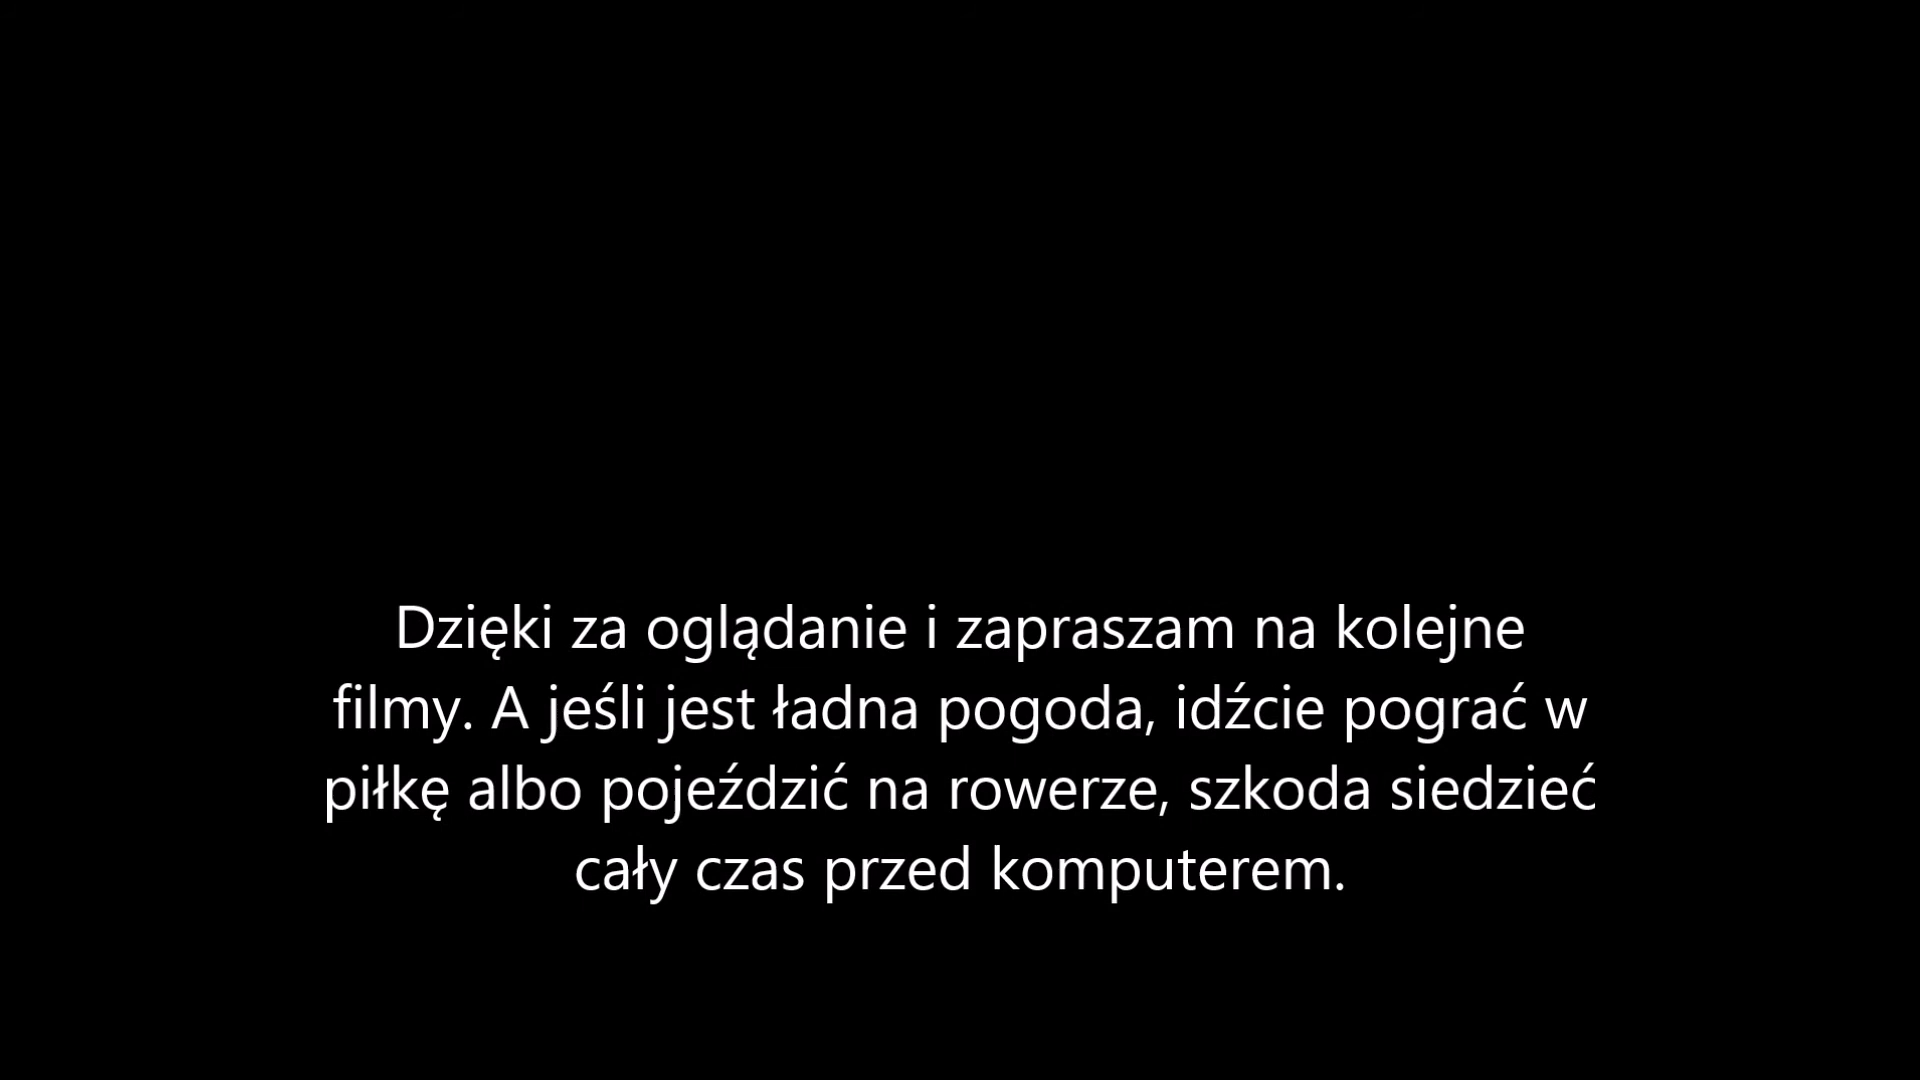 Dzięki za oglądanie i zapraszam na kolejne
filmy. A jeśli jest ładna pogoda, idźcie pograć w
piłkę albo pojeździć na rowerze, szkoda siedzieć
cały czas przed komputerem.